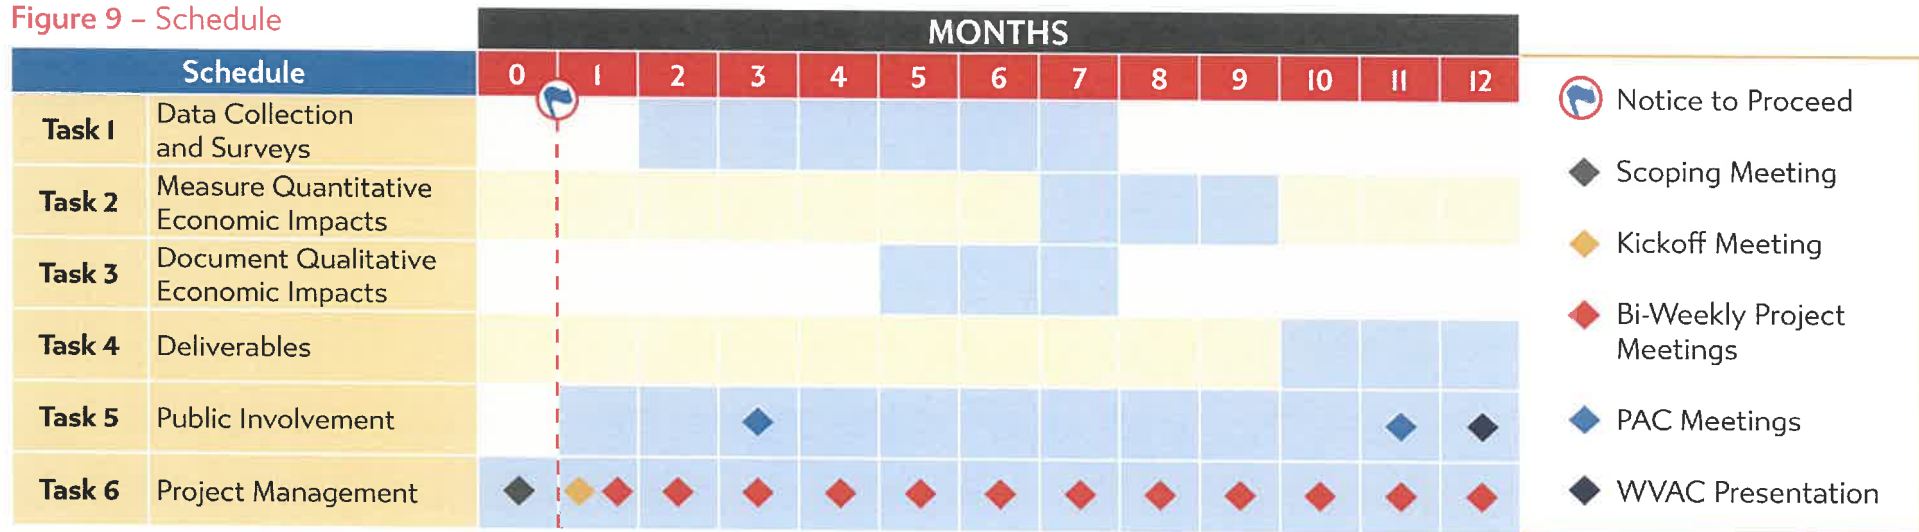 Figure 9 – Schedule
MONTHS
Schedule 0 1 2 3 4 5 6 7 8 9 10 11 12
Task 1 Data Collection
and Surveys
Task 2 Measure Quantitative
Economic Impacts
Task 3 Document Qualitative
Economic Impacts
Task 4 Deliverables
Task 5 Public Involvement
Task 6 Project Management
Notice to Proceed
Scoping Meeting
Kickoff Meeting
Bi-Weekly Project
Meetings
PAC Meetings
WVAC Presentation